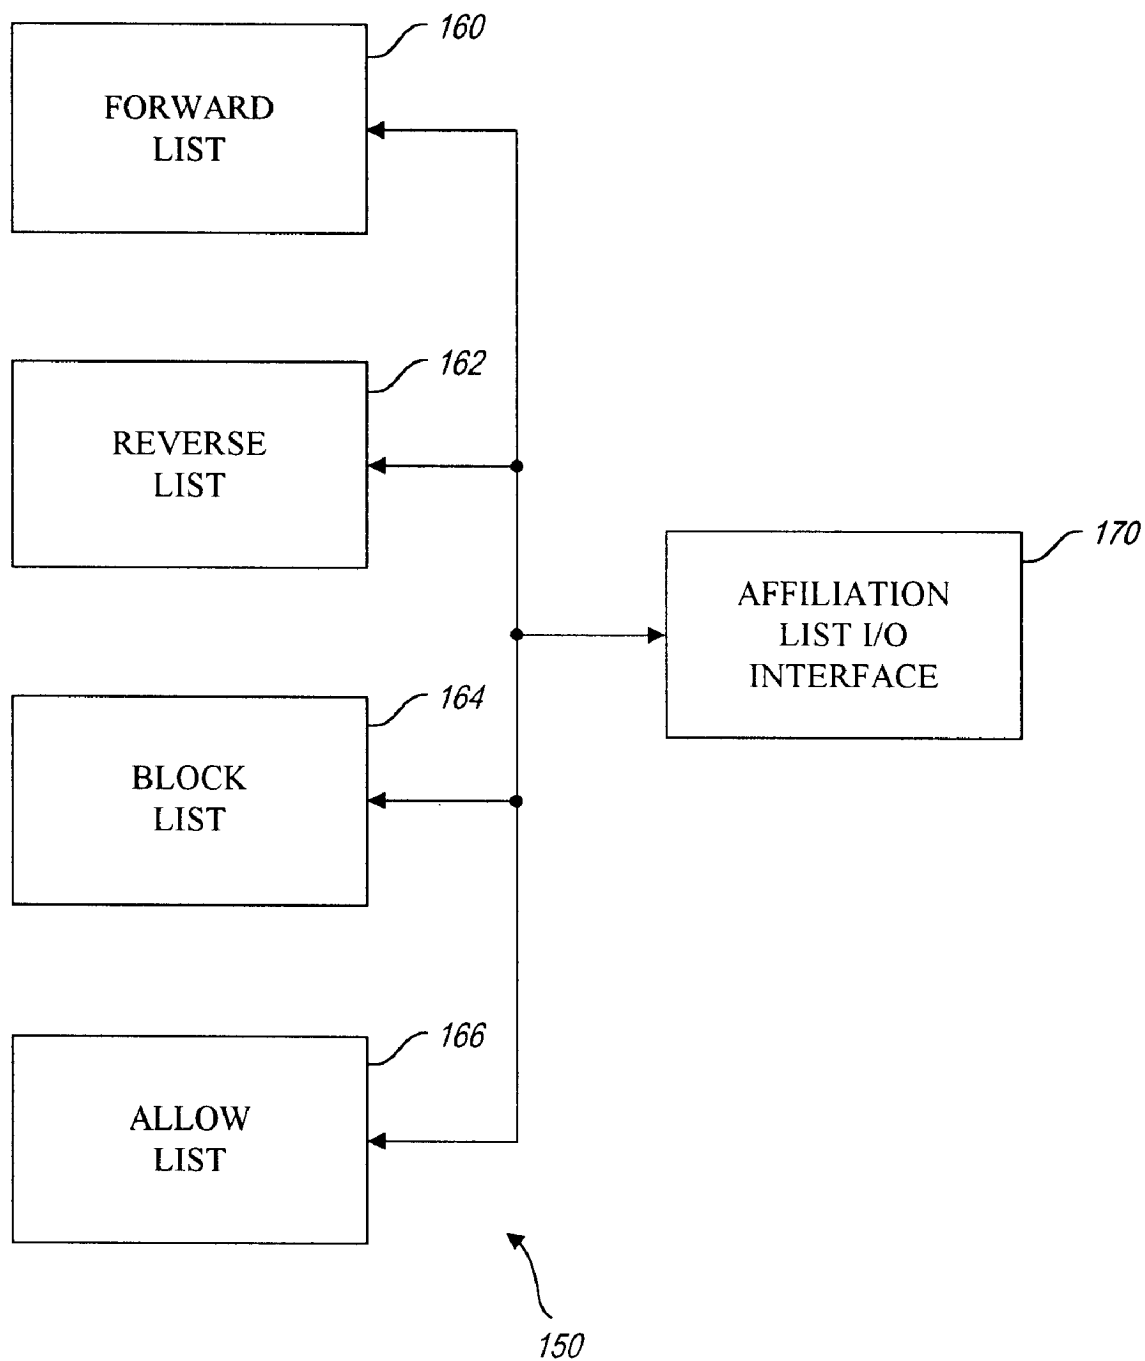 160
FORWARD
LIST
162
REVERSE
LIST
170
AFFILIATION
LIST I/O
INTERFACE
164
BLOCK
LIST
166
ALLOW
LIST
150